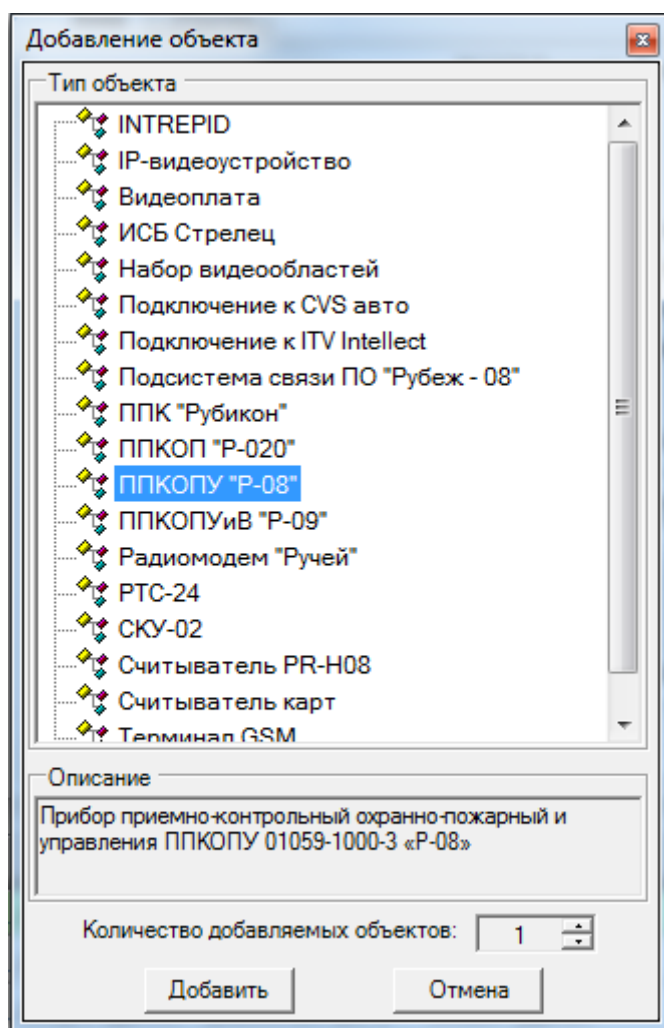 Добавление объекта
Тип объекта
INTREPID
IP-видеоустройство
Видеоплата
ИСБ Стрелец
Набор видеообластей
Подключение к CVS авто
Подключение к ITV Intellect
Подсистема связи ПО "Рубеж - 08"
ППК "Рубикон"
ППКОП "Р-020"
ППКОПУ "Р-08"
ППКОПУиВ "Р-09"
Радиомодем "Ручей"
РТС-24
СКУ-02
Считыватель PR-H08
Считыватель карт
Терминал GSM
Описание
Прибор приемно-контрольный охранно-пожарный и
управления ППКОПУ 01059-1000-3 «Р-08»
Количество добавляемых объектов: 1
Добавить Отмена